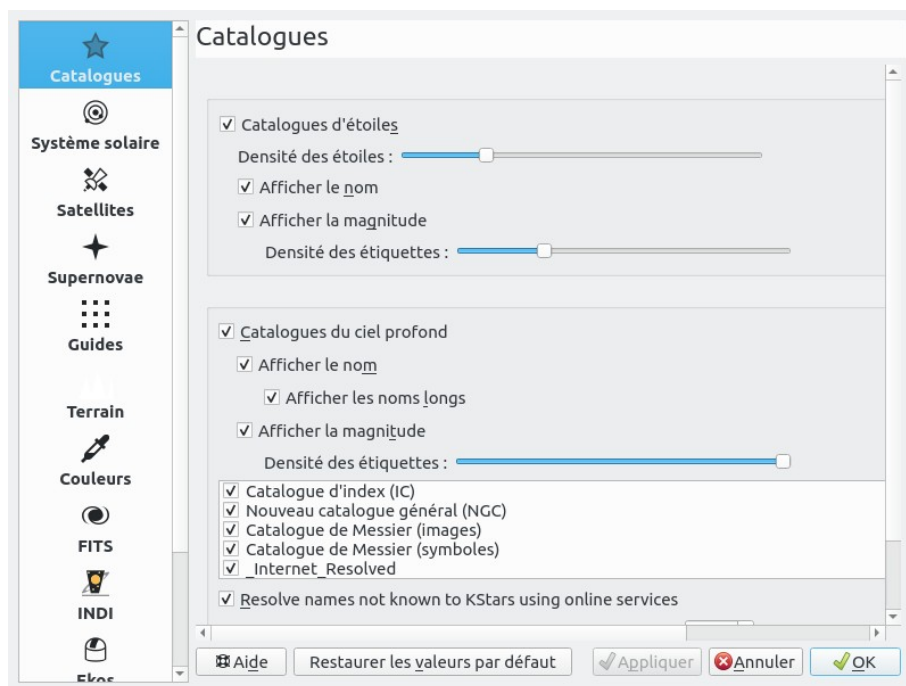 Catalogues
Système solaire
Satellites
Supernovae
Guides
Terrain
Couleurs
FITS
INDI
Ekos
Catalogues
Catalogues d'étoiles
Densité des étoiles :
Afficher le nom
Afficher la magnitude
Densité des étiquettes :
Catalogues du ciel profond
Afficher le nom
Afficher les noms longs
Afficher la magnitude
Densité des étiquettes :
Catalogue d'index (IC)
Nouveau catalogue général (NGC)
Catalogue de Messier (images)
Catalogue de Messier (symboles)
_Internet_Resolved
Resolve names not known to KStars using online services
Aide
Restaurer les valeurs par défaut
Appliquer
Annuler
OK